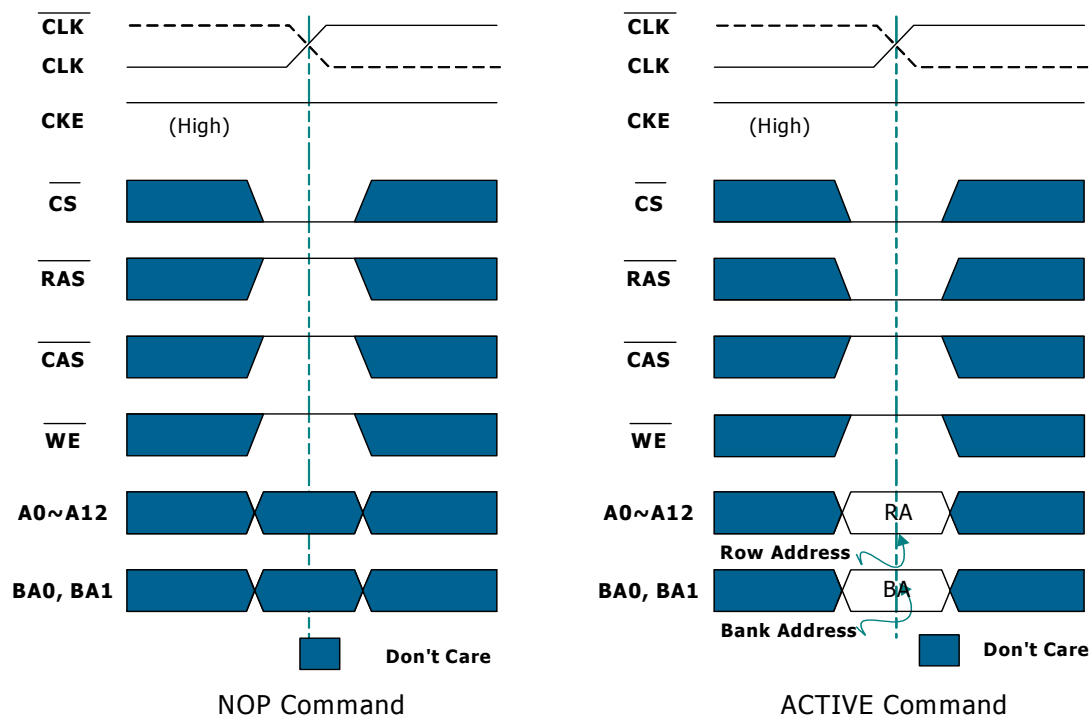 CLK
CLK
CKE
(High)
CS
RAS
CAS
WE
A0~A12
BA0, BA1
Don't Care
NOP Command
CLK
CLK
CKE
(High)
CS
RAS
CAS
WE
A0~A12
RA
Row Address
BA0, BA1
BA
Bank Address
Don't Care
ACTIVE Command